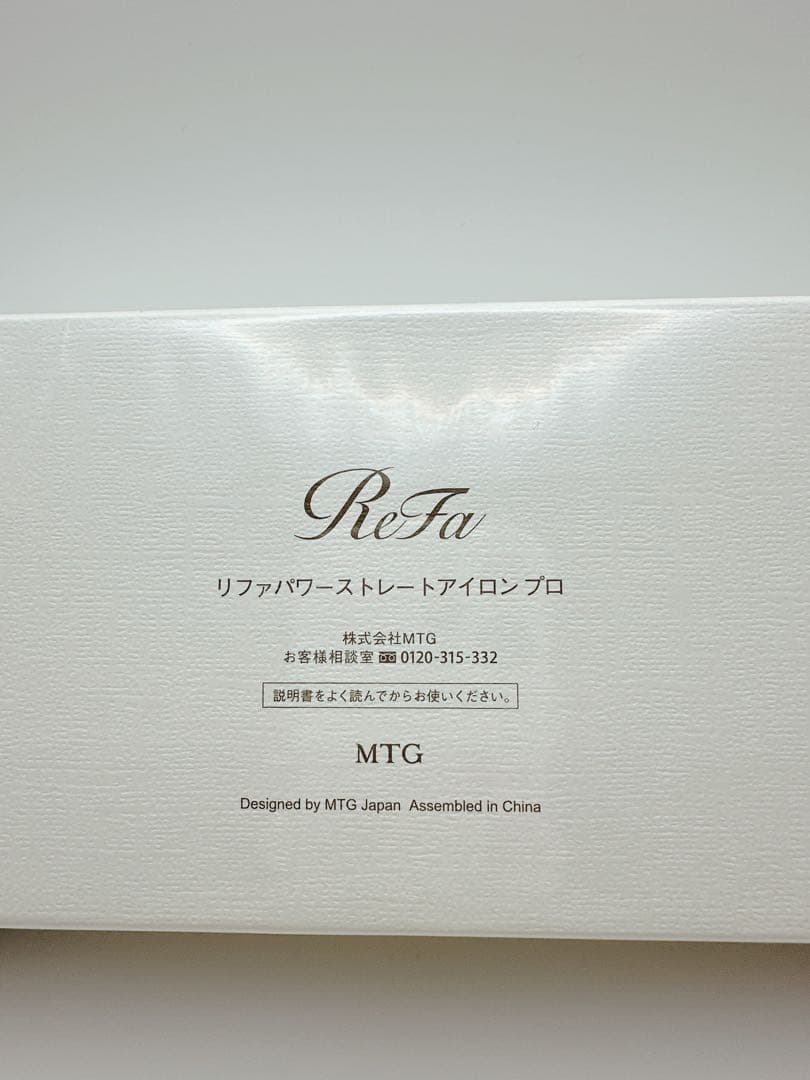 ReFa
リファパワーストレートアイロン プロ
株式会社MTG
お客様相談室 0120-315-332
説明書をよく読んでからお使いください。
MTG
Designed by MTG Japan Assembled in China